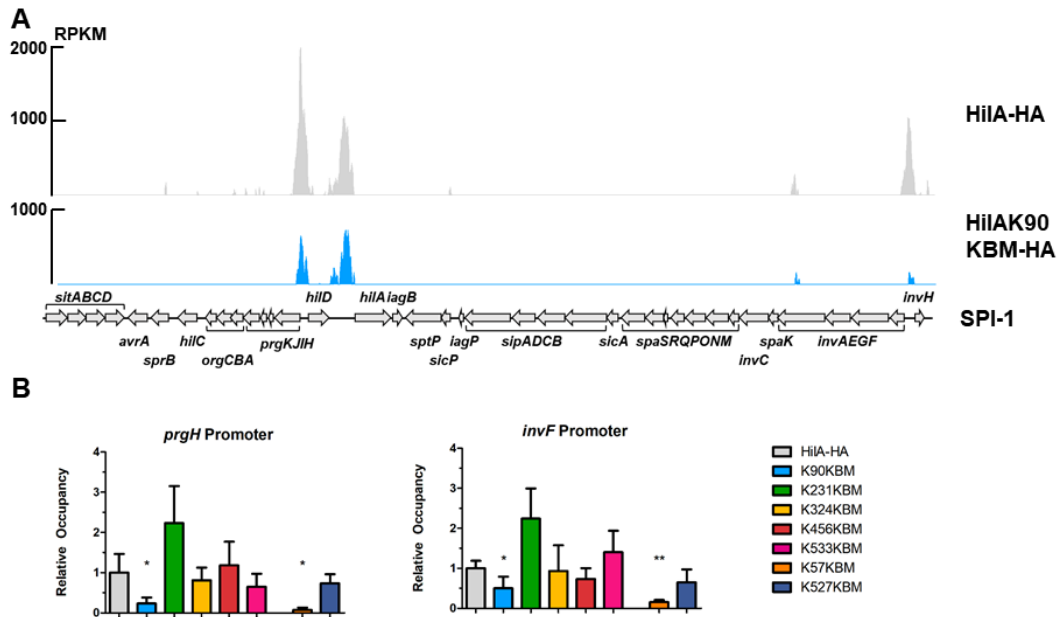 A
RPKM
2000
1000
HilA-HA
1000
HilAK90
KBM-HA
sitABCD
hilD
hilA iagB
invH
SPI-1
avrA
hilC
prgKJIH
sptP
iagP
sipADCB
sicA
spaSRQPONM
spaK
invAEGF
sprB
orgCBA
sicP
invC
B
prgH Promoter
Relative Occupancy
4
3
2
1
0
*
*
invF Promoter
Relative Occupancy
4
3
2
1
0
*
**
HilA-HA
K90KBM
K231KBM
K324KBM
K456KBM
K533KBM
K57KBM
K527KBM